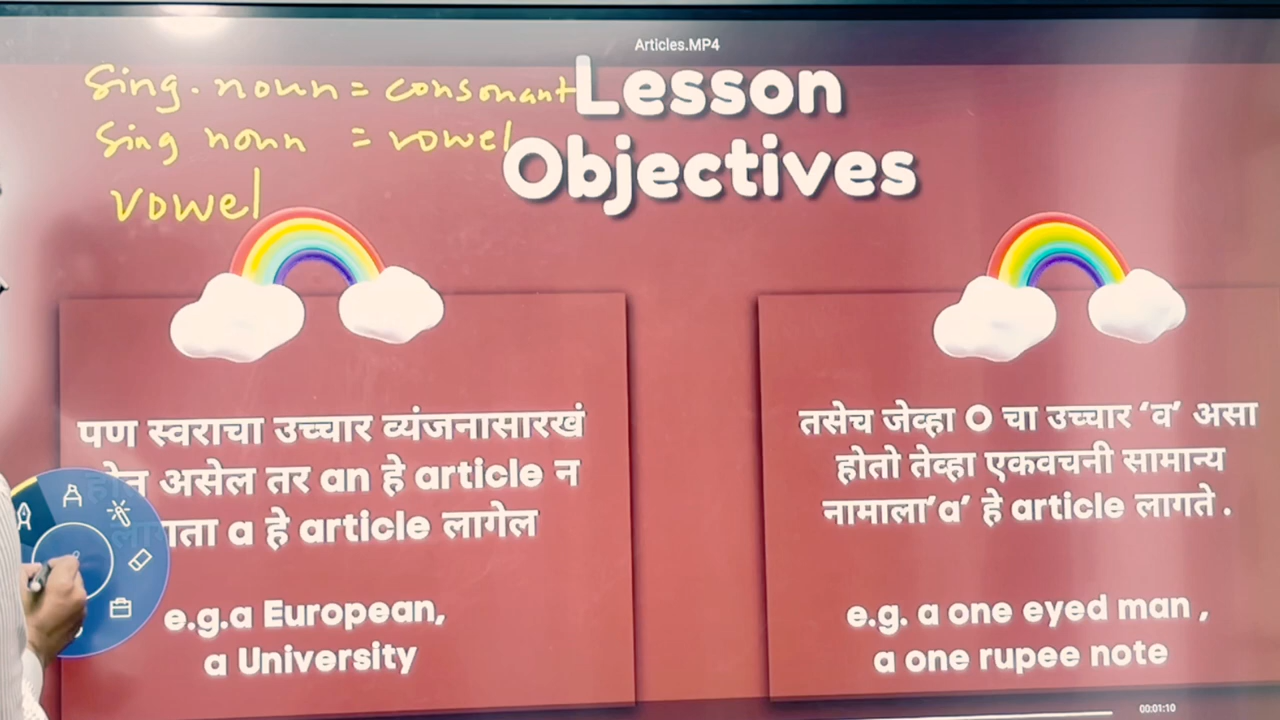 Articles.MP4
Sing. noun = consonant
Sing noun = vowel
vowel
Lesson
Objectives
पण स्वराचा उच्चार व्यंजनासारखं
होत असेल तर an हे article न
लागता a हे article लागेल
e.g.a European,
a University
तसेच जेव्हा O चा उच्चार ‘व’ असा
होतो तेव्हा एकवचनी सामान्य
नामाला’a’ हे article लागते .
e.g. a one eyed man ,
a one rupee note
00:01:10